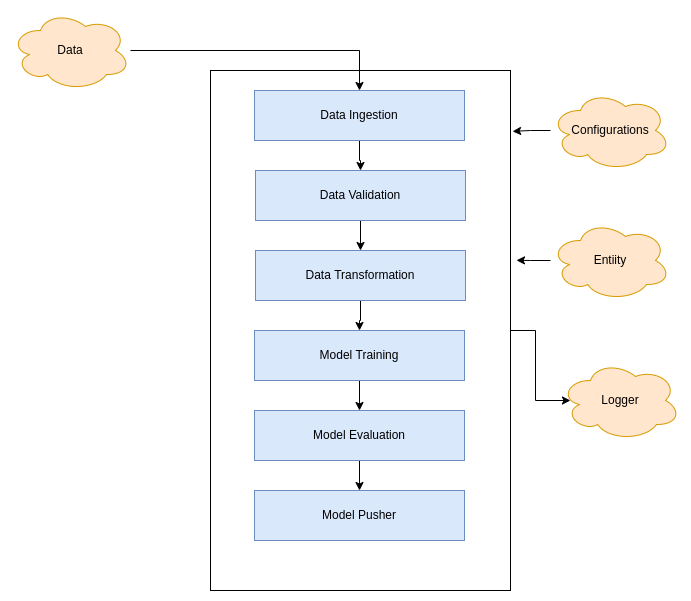 Data
Data Ingestion
Configurations
Data Validation
Entiity
Data Transformation
Model Training
Logger
Model Evaluation
Model Pusher